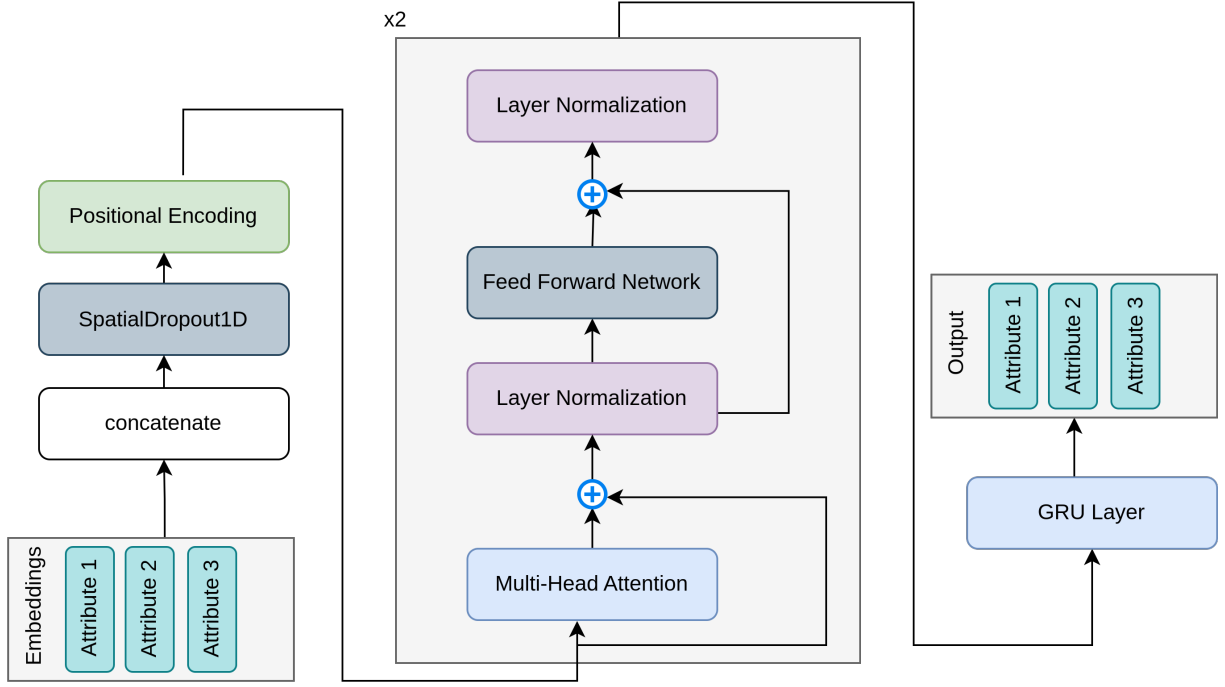 x2
Positional Encoding
SpatialDropout1D
concatenate
Embeddings
Attribute 1
Attribute 2
Attribute 3
Layer Normalization
Feed Forward Network
Layer Normalization
Multi-Head Attention
Output
Attribute 1
Attribute 2
Attribute 3
GRU Layer